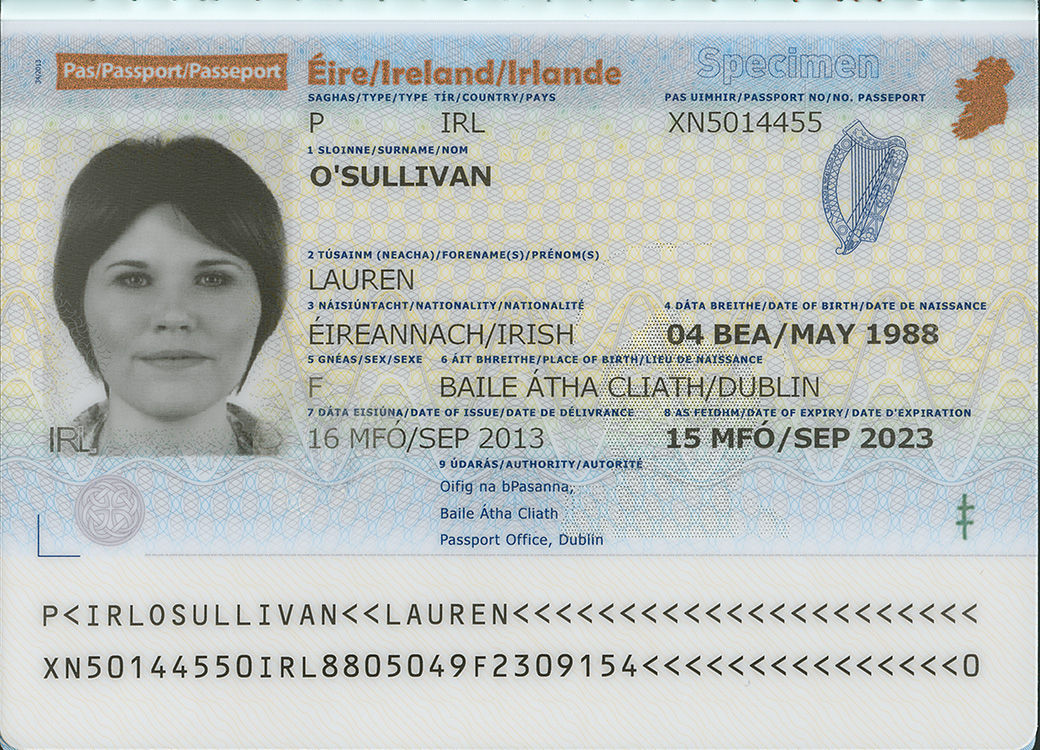 34/2013
Pas/Passport/Passeport
Éire/Ireland/Irlande
Specimen
SAGHAS/TYPE/TYPE TÍR/COUNTRY/PAYS
PAS UIMHIR/PASSPORT NO/NO. PASSEPORT
P IRL
XN5014455
1 SLOINNE/SURNAME/NOM
O'SULLIVAN
2 TÚSAINM (NEACHA)/FORENAME(S)/PRÉNOM(S)
LAUREN
3 NÁISIÚNTACHT/NATIONALITY/NATIONALITÉ
4 DÁTA BREITHE/DATE OF BIRTH/DATE DE NAISSANCE
ÉIREANNACH/IRISH
04 BEA/MAY 1988
5 GNÉAS/SEX/SEXE 6 ÁIT BHREITHE/PLACE OF BIRTH/LIEU DE NAISSANCE
F BAILE ÁTHA CLIATH/DUBLIN
7 DÁTA EISIÚNA/DATE OF ISSUE/DATE DE DÉLIVRANCE
8 AS FEIDHM/DATE OF EXPIRY/DATE D'EXPIRATION
16 MFÓ/SEP 2013
15 MFÓ/SEP 2023
IRL
9 ÚDARÁS/AUTHORITY/AUTORITÉ
Oifig na bPasanna,
Baile Átha Cliath
Passport Office, Dublin
P<IRLOSULLIVAN<<LAUREN<<<<<<<<<<<<<<<<<<<<<<
XN50144550IRL8805049F2309154<<<<<<<<<<<<<<<0